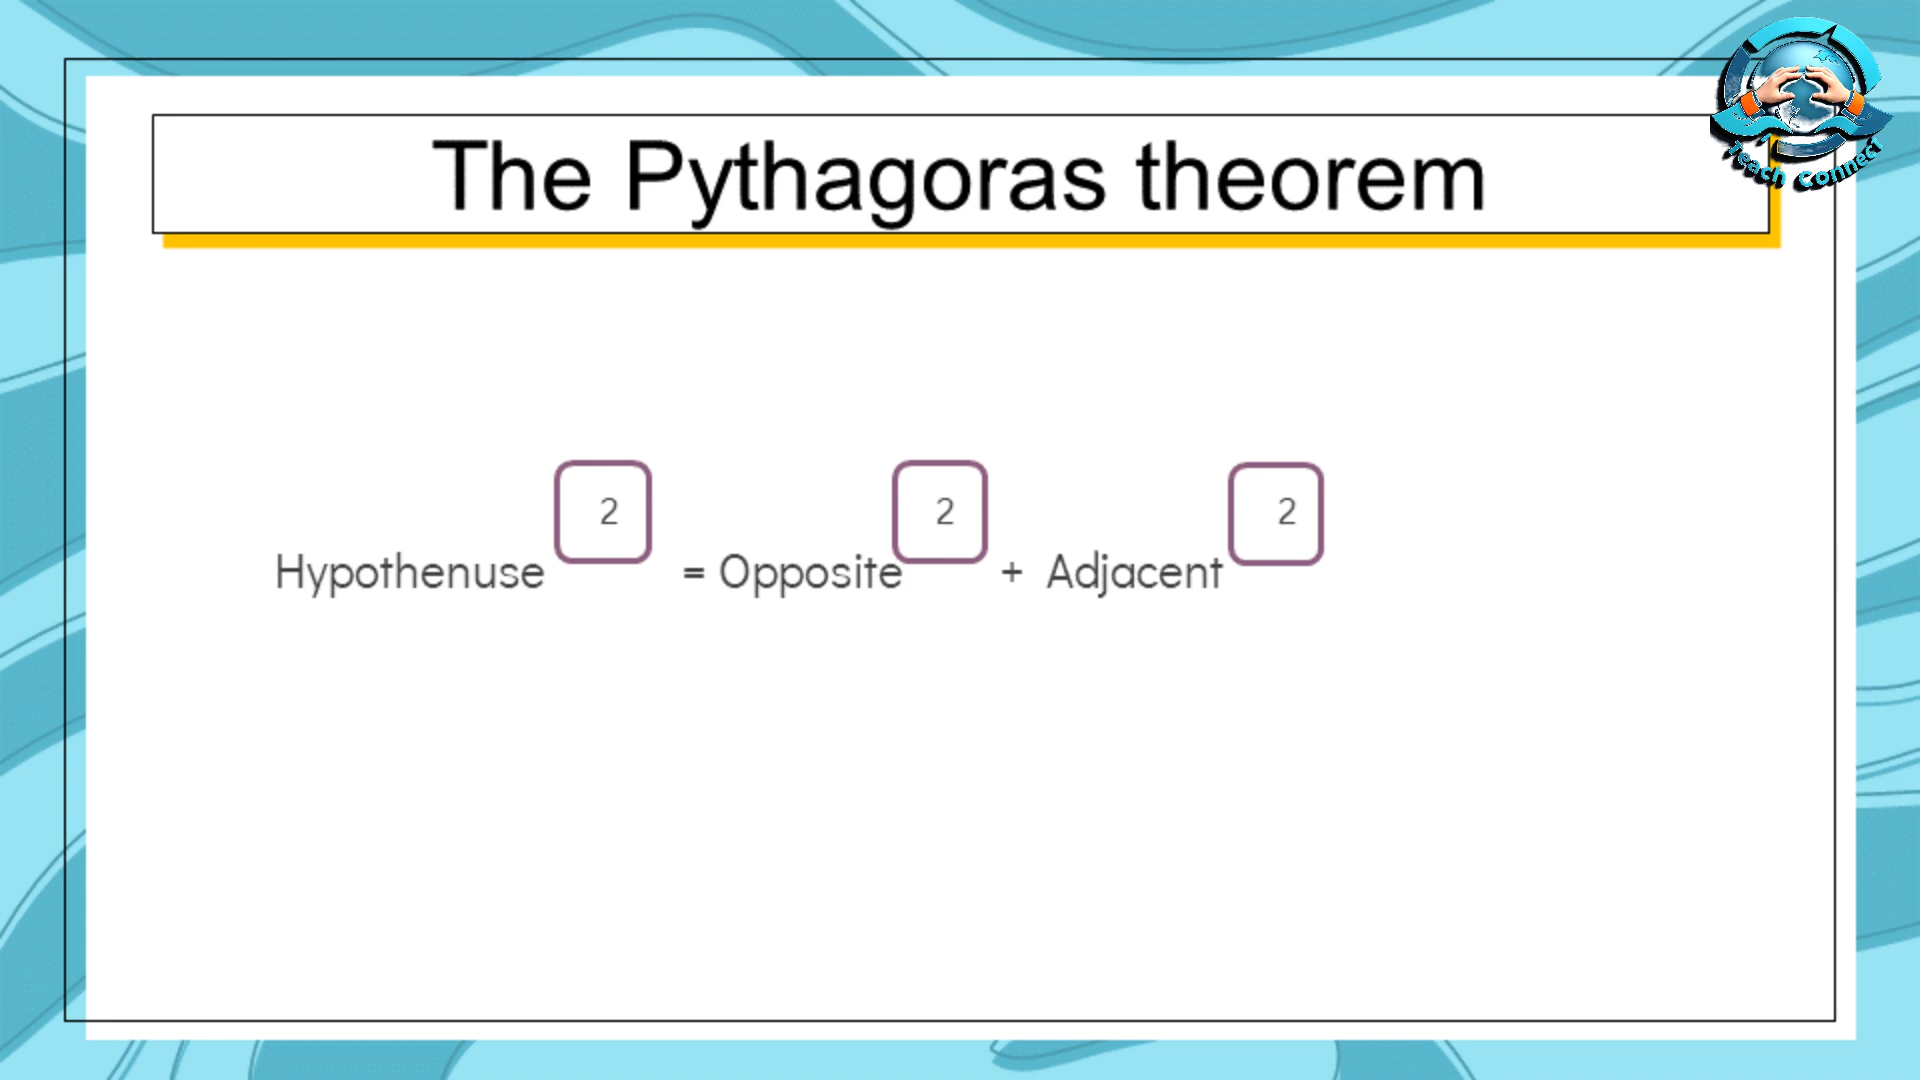 The Pythagoras theorem
Teach Connect
Hypothenuse 2 = Opposite 2 + Adjacent 2